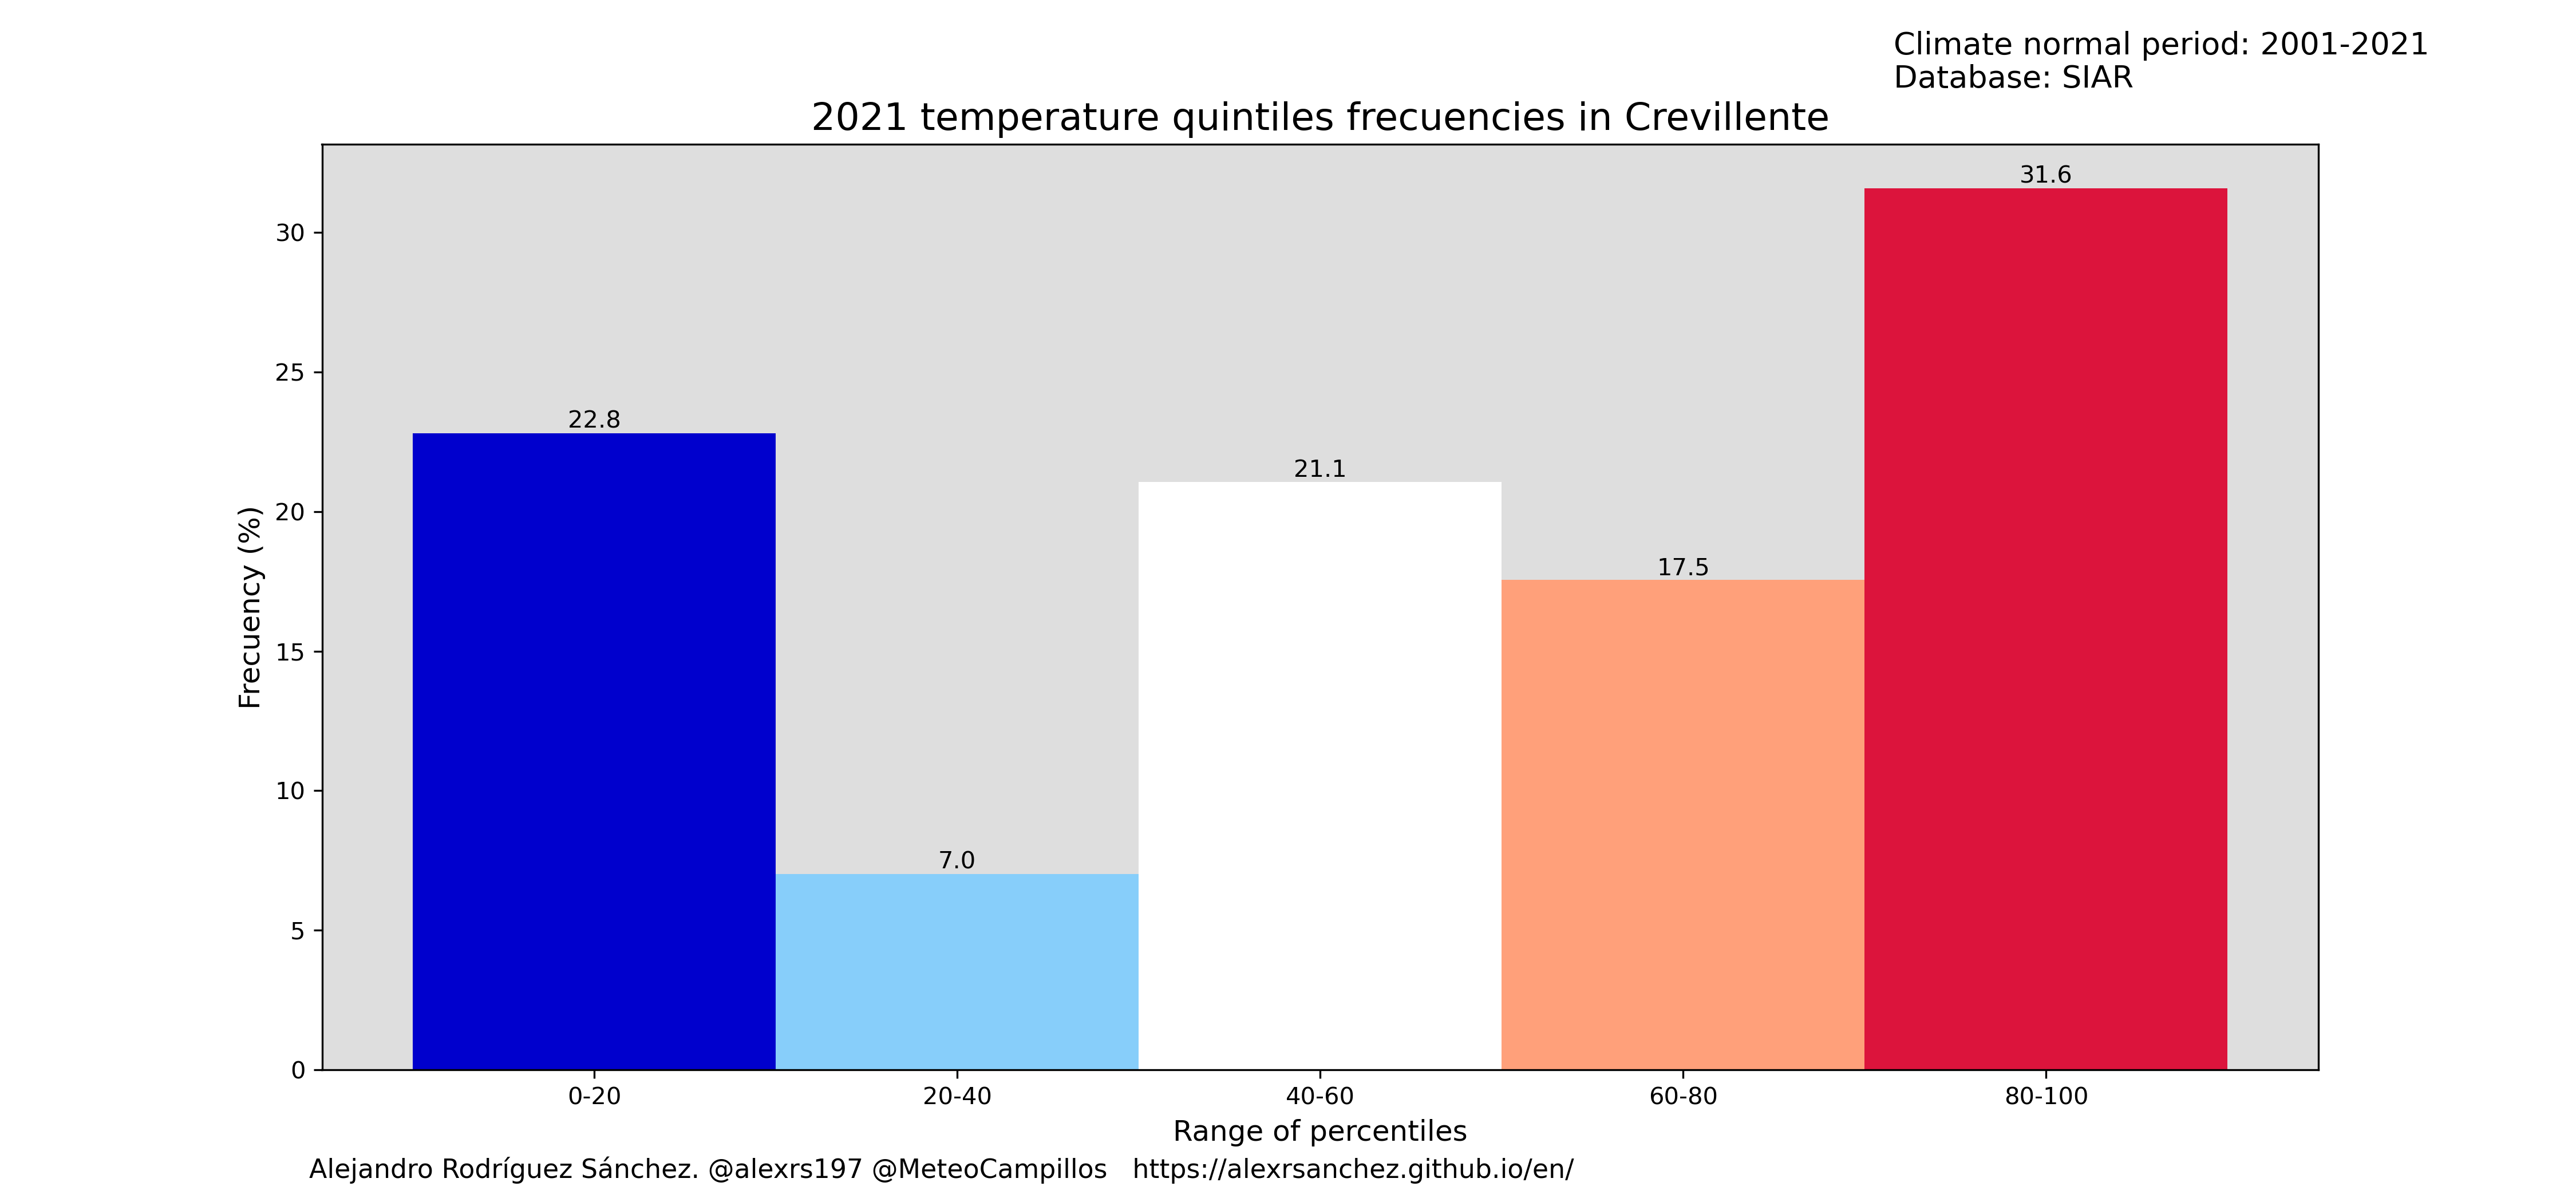 Climate normal period: 2001-2021
Database: SIAR
2021 temperature quintiles frecuencies in Crevillente
Frecuency (%)
30
25
20
15
10
5
0
22.8
7.0
21.1
17.5
31.6
0-20
20-40
40-60
60-80
80-100
Range of percentiles
Alejandro Rodríguez Sánchez. @alexrs197 @MeteoCampillos   https://alexrsanchez.github.io/en/